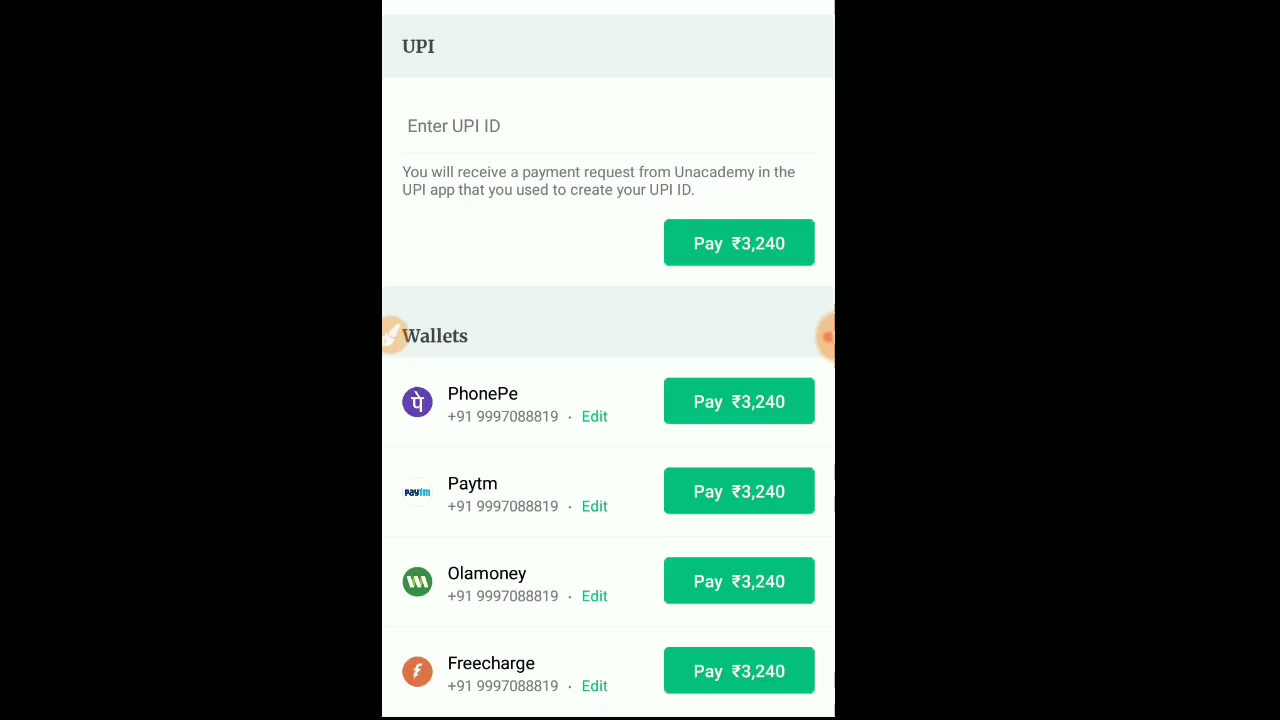 UPI
Enter UPI ID
You will receive a payment request from Unacademy in the
UPI app that you used to create your UPI ID.
Pay ₹3,240
Wallets
पे
PhonePe
+91 9997088819 · Edit
Pay ₹3,240
paytm
Paytm
+91 9997088819 · Edit
Pay ₹3,240
Olamoney
+91 9997088819 · Edit
Pay ₹3,240
Freecharge
+91 9997088819 · Edit
Pay ₹3,240